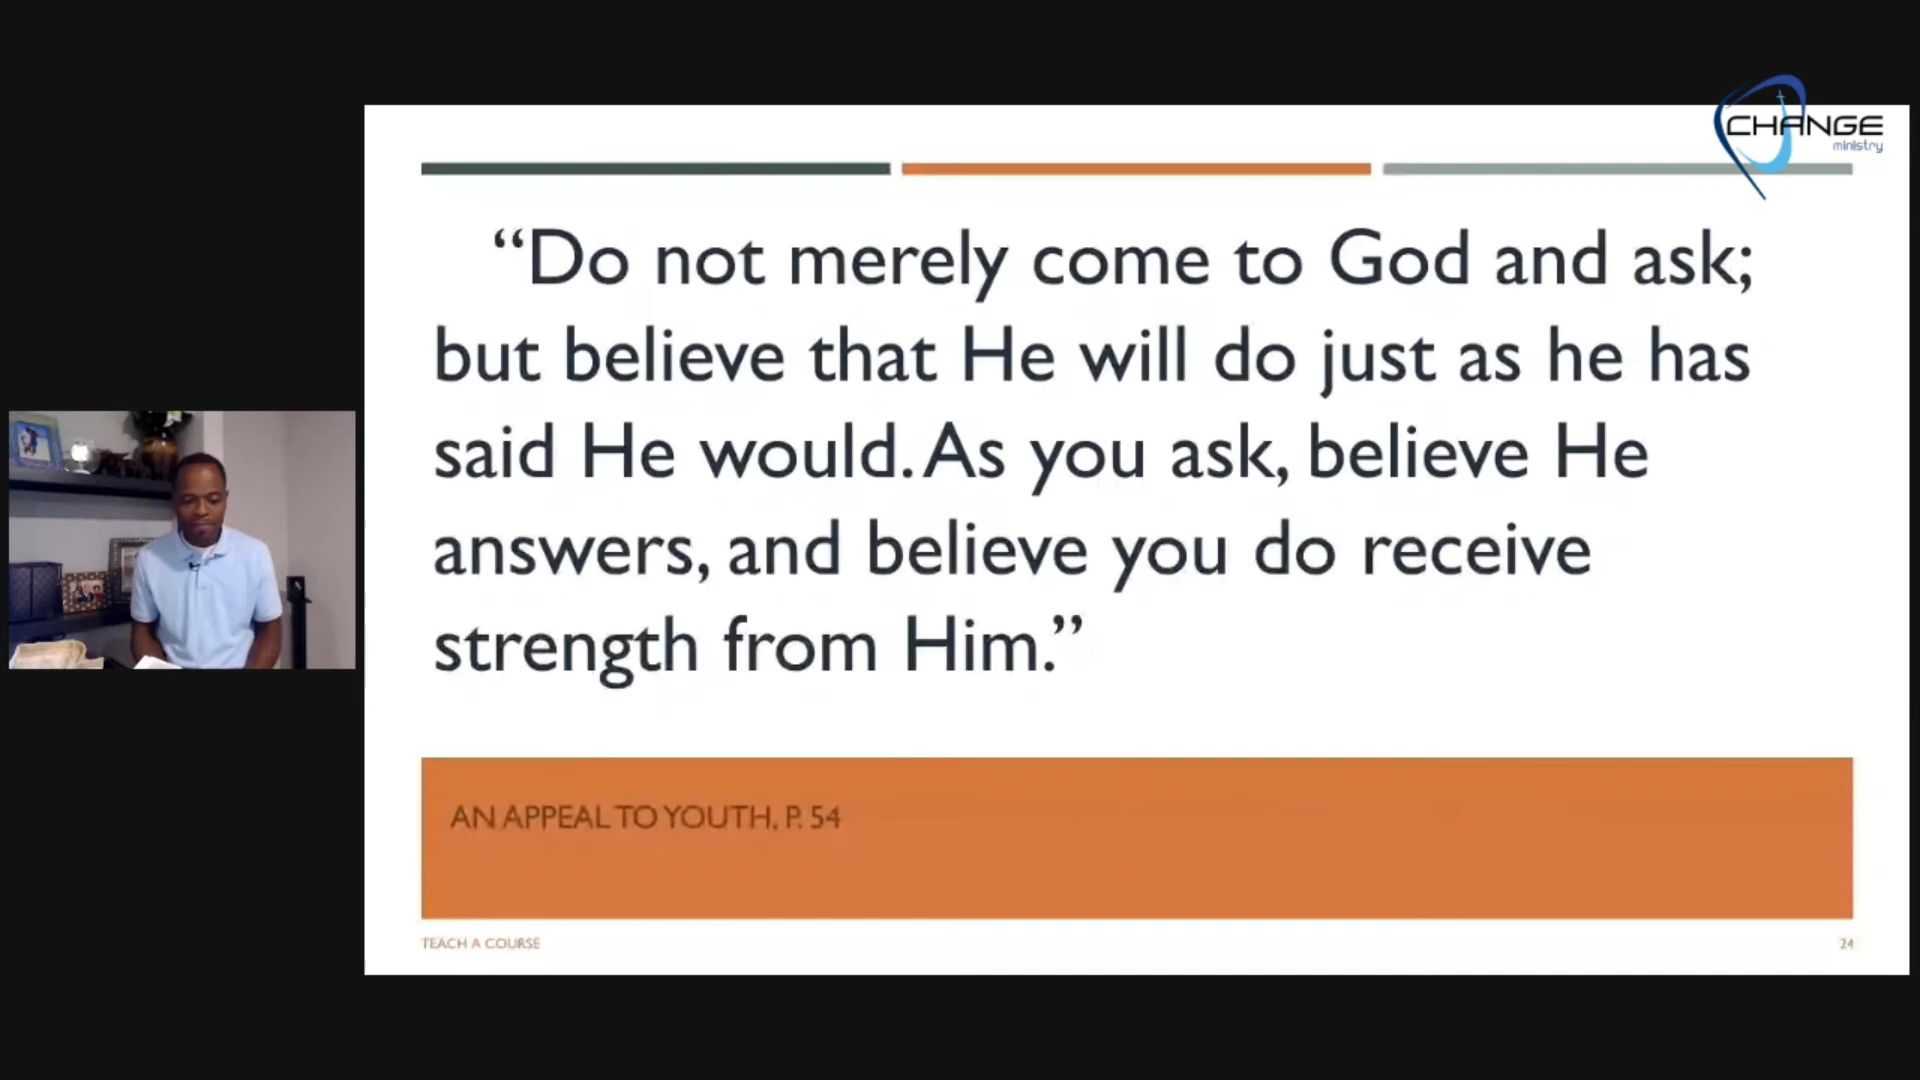 CHANGE
ministry
“Do not merely come to God and ask;
but believe that He will do just as he has
said He would. As you ask, believe He
answers, and believe you do receive
strength from Him.”
AN APPEAL TO YOUTH, P. 54
TEACH A COURSE
24